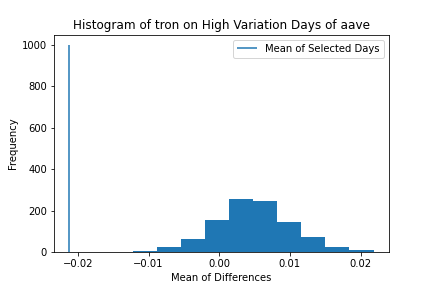 Histogram of tron on High Variation Days of aave
Mean of Selected Days
1000
800
600
400
200
0
Frequency
−0.02 −0.01 0.00 0.01 0.02
Mean of Differences